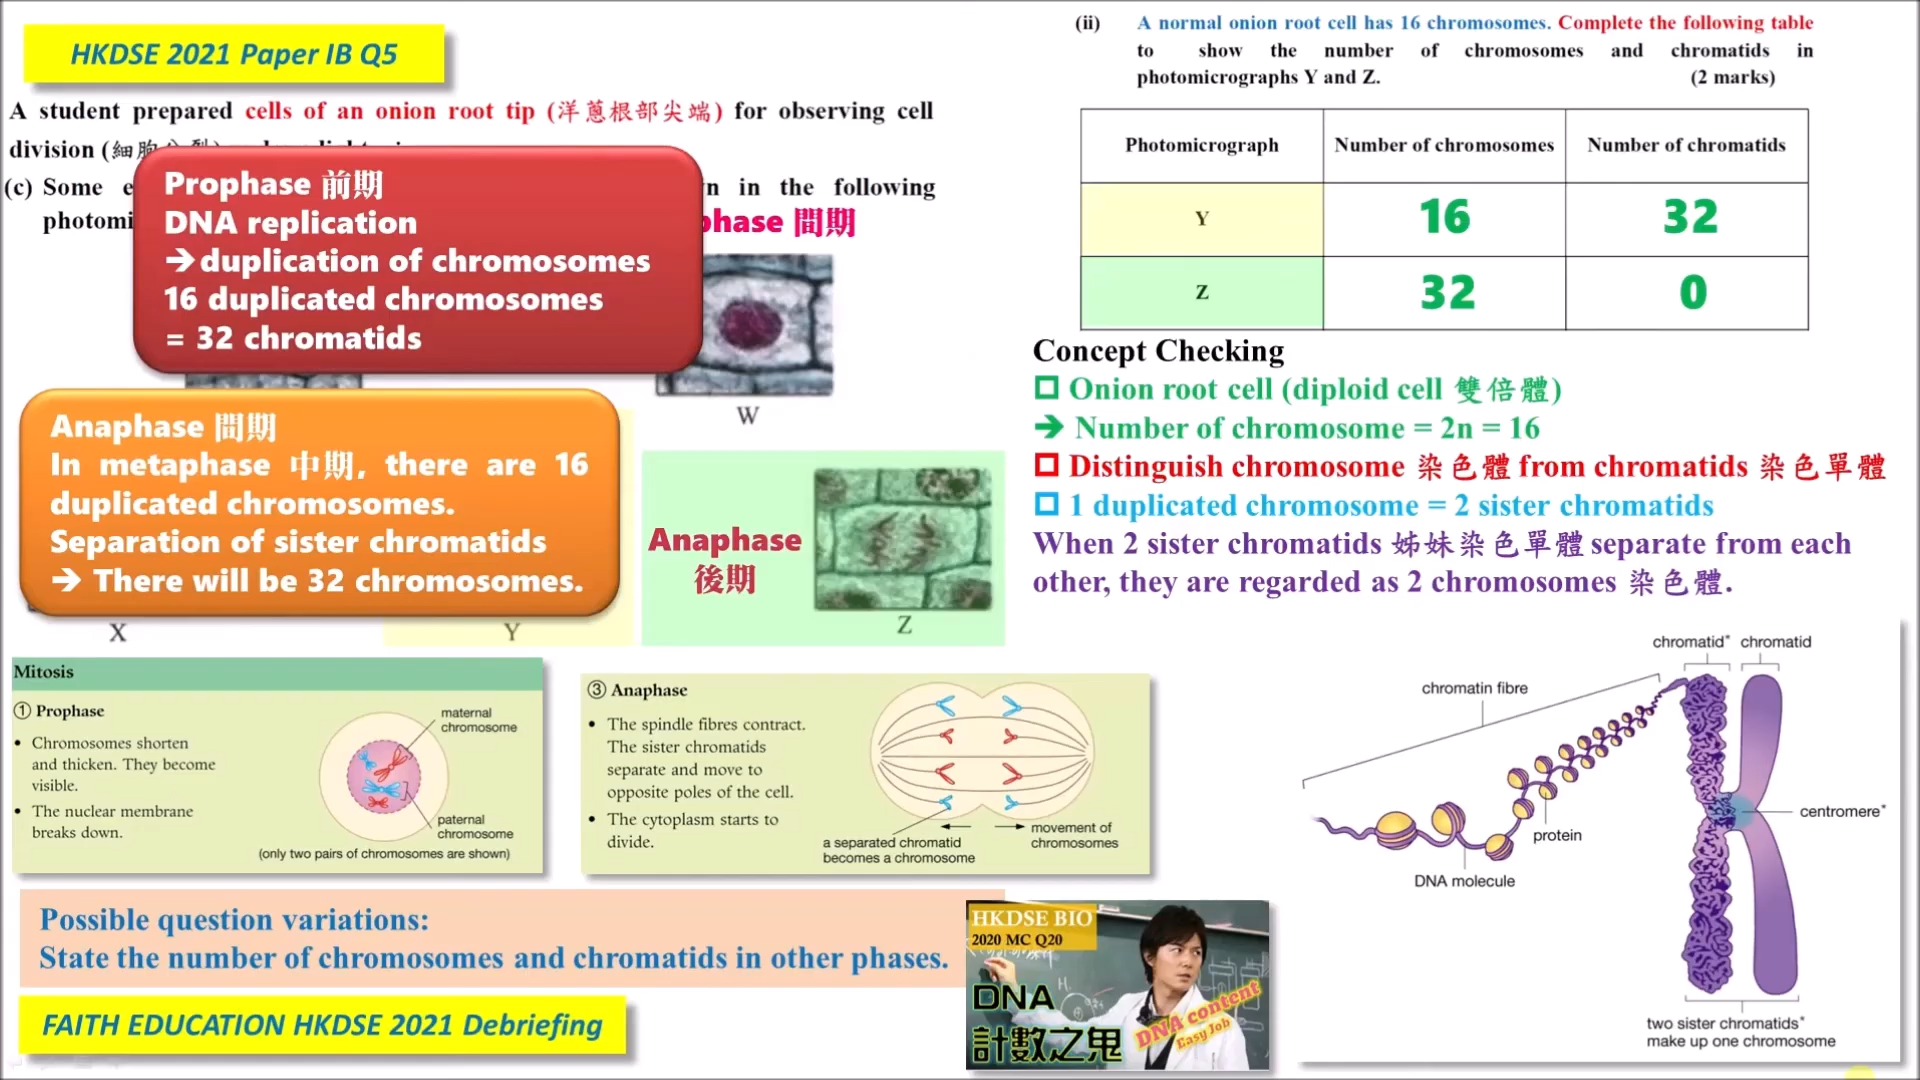 HKDSE 2021 Paper IB Q5
A student prepared cells of an onion root tip (洋蔥根部尖端) for observing cell
division (細胞
(c) Some
n in the following
photomi
phase 間期
Prophase 前期
DNA replication
➔duplication of chromosomes
16 duplicated chromosomes
= 32 chromatids
W
Anaphase 間期
In metaphase 中期, there are 16
duplicated chromosomes.
Separation of sister chromatids
➔ There will be 32 chromosomes.
Anaphase
後期
X
Y
Z
Mitosis
① Prophase
• Chromosomes shorten
and thicken. They become
visible.
• The nuclear membrane
breaks down.
maternal
chromosome
paternal
chromosome
(only two pairs of chromosomes are shown)
③ Anaphase
• The spindle fibres contract.
The sister chromatids
separate and move to
opposite poles of the cell.
• The cytoplasm starts to
divide.
a separated chromatid
becomes a chromosome
movement of
chromosomes
Possible question variations:
State the number of chromosomes and chromatids in other phases.
FAITH EDUCATION HKDSE 2021 Debriefing
HKDSE BIO
2020 MC Q20
DNA
計數之鬼
DNA content
Easy Job
(ii) A normal onion root cell has 16 chromosomes. Complete the following table
to show the number of chromosomes and chromatids in
photomicrographs Y and Z. (2 marks)
Photomicrograph Number of chromosomes Number of chromatids
Y 16 32
Z 32 0
Concept Checking
Onion root cell (diploid cell 雙倍體)
➔ Number of chromosome = 2n = 16
Distinguish chromosome 染色體 from chromatids 染色單體
1 duplicated chromosome = 2 sister chromatids
When 2 sister chromatids 姊妹染色單體 separate from each
other, they are regarded as 2 chromosomes 染色體.
chromatid* chromatid
chromatin fibre
centromere*
protein
DNA molecule
two sister chromatids*
make up one chromosome